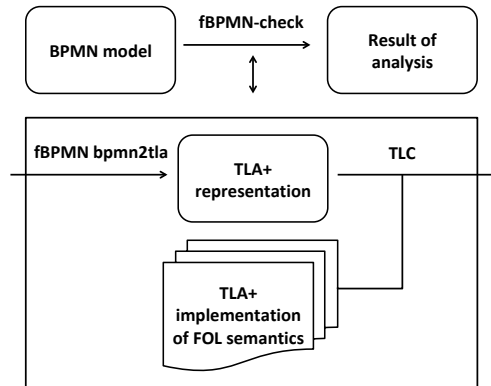 fBPMN-check
BPMN model
Result of
analysis
fBPMN bpmn2tla
TLC
TLA+
representation
TLA+
implementation
of FOL semantics